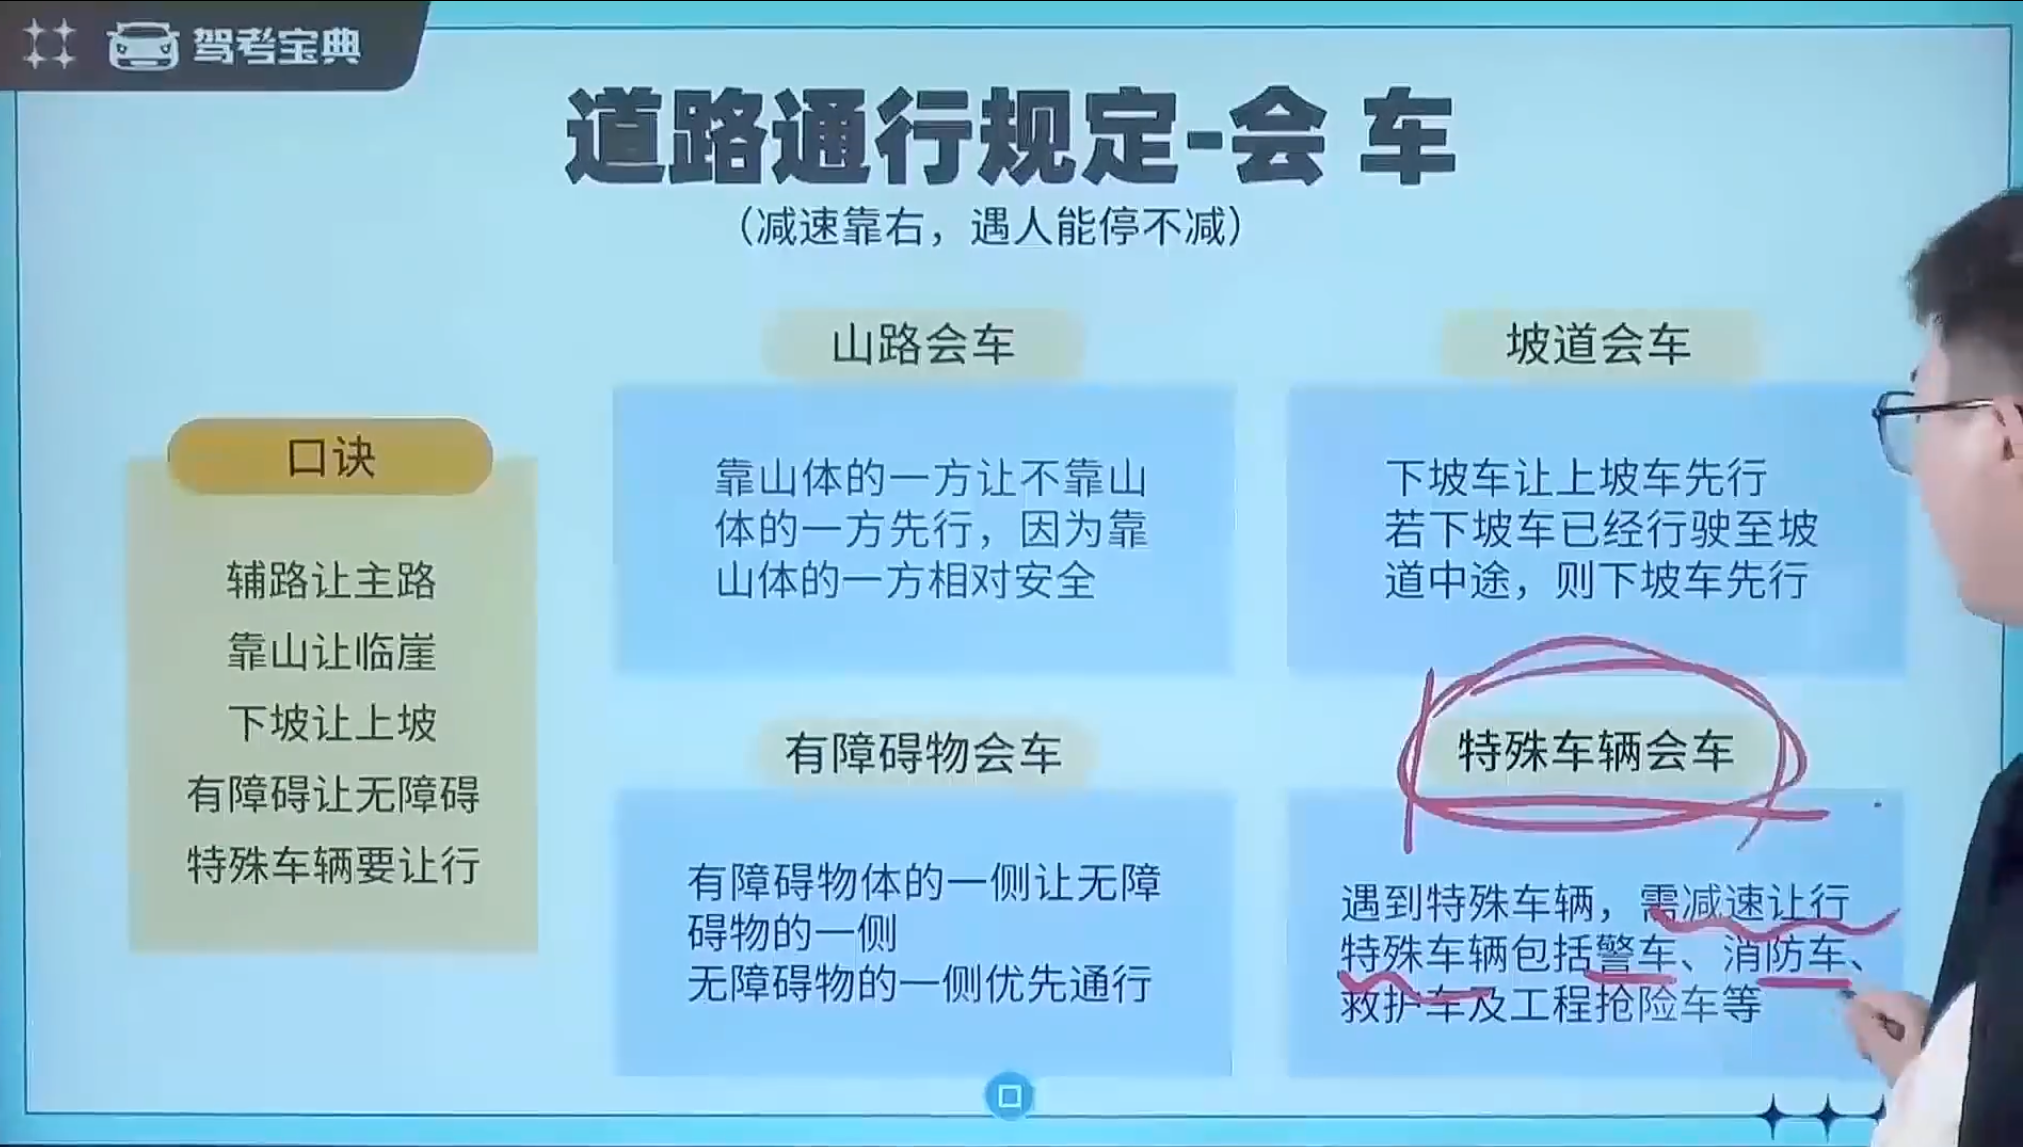 驾考宝典
道路通行规定-会 车
（减速靠右，遇人能停不减）
口诀
辅路让主路
靠山让临崖
下坡让上坡
有障碍让无障碍
特殊车辆要让行
山路会车
靠山体的一方让不靠山
体的一方先行，因为靠
山体的一方相对安全
坡道会车
下坡车让上坡车先行
若下坡车已经行驶至坡
道中途，则下坡车先行
有障碍物会车
有障碍物体的一侧让无障
碍物的一侧
无障碍物的一侧优先通行
特殊车辆会车
遇到特殊车辆，需减速让行
特殊车辆包括警车、消防车、
救护车及工程抢险车等